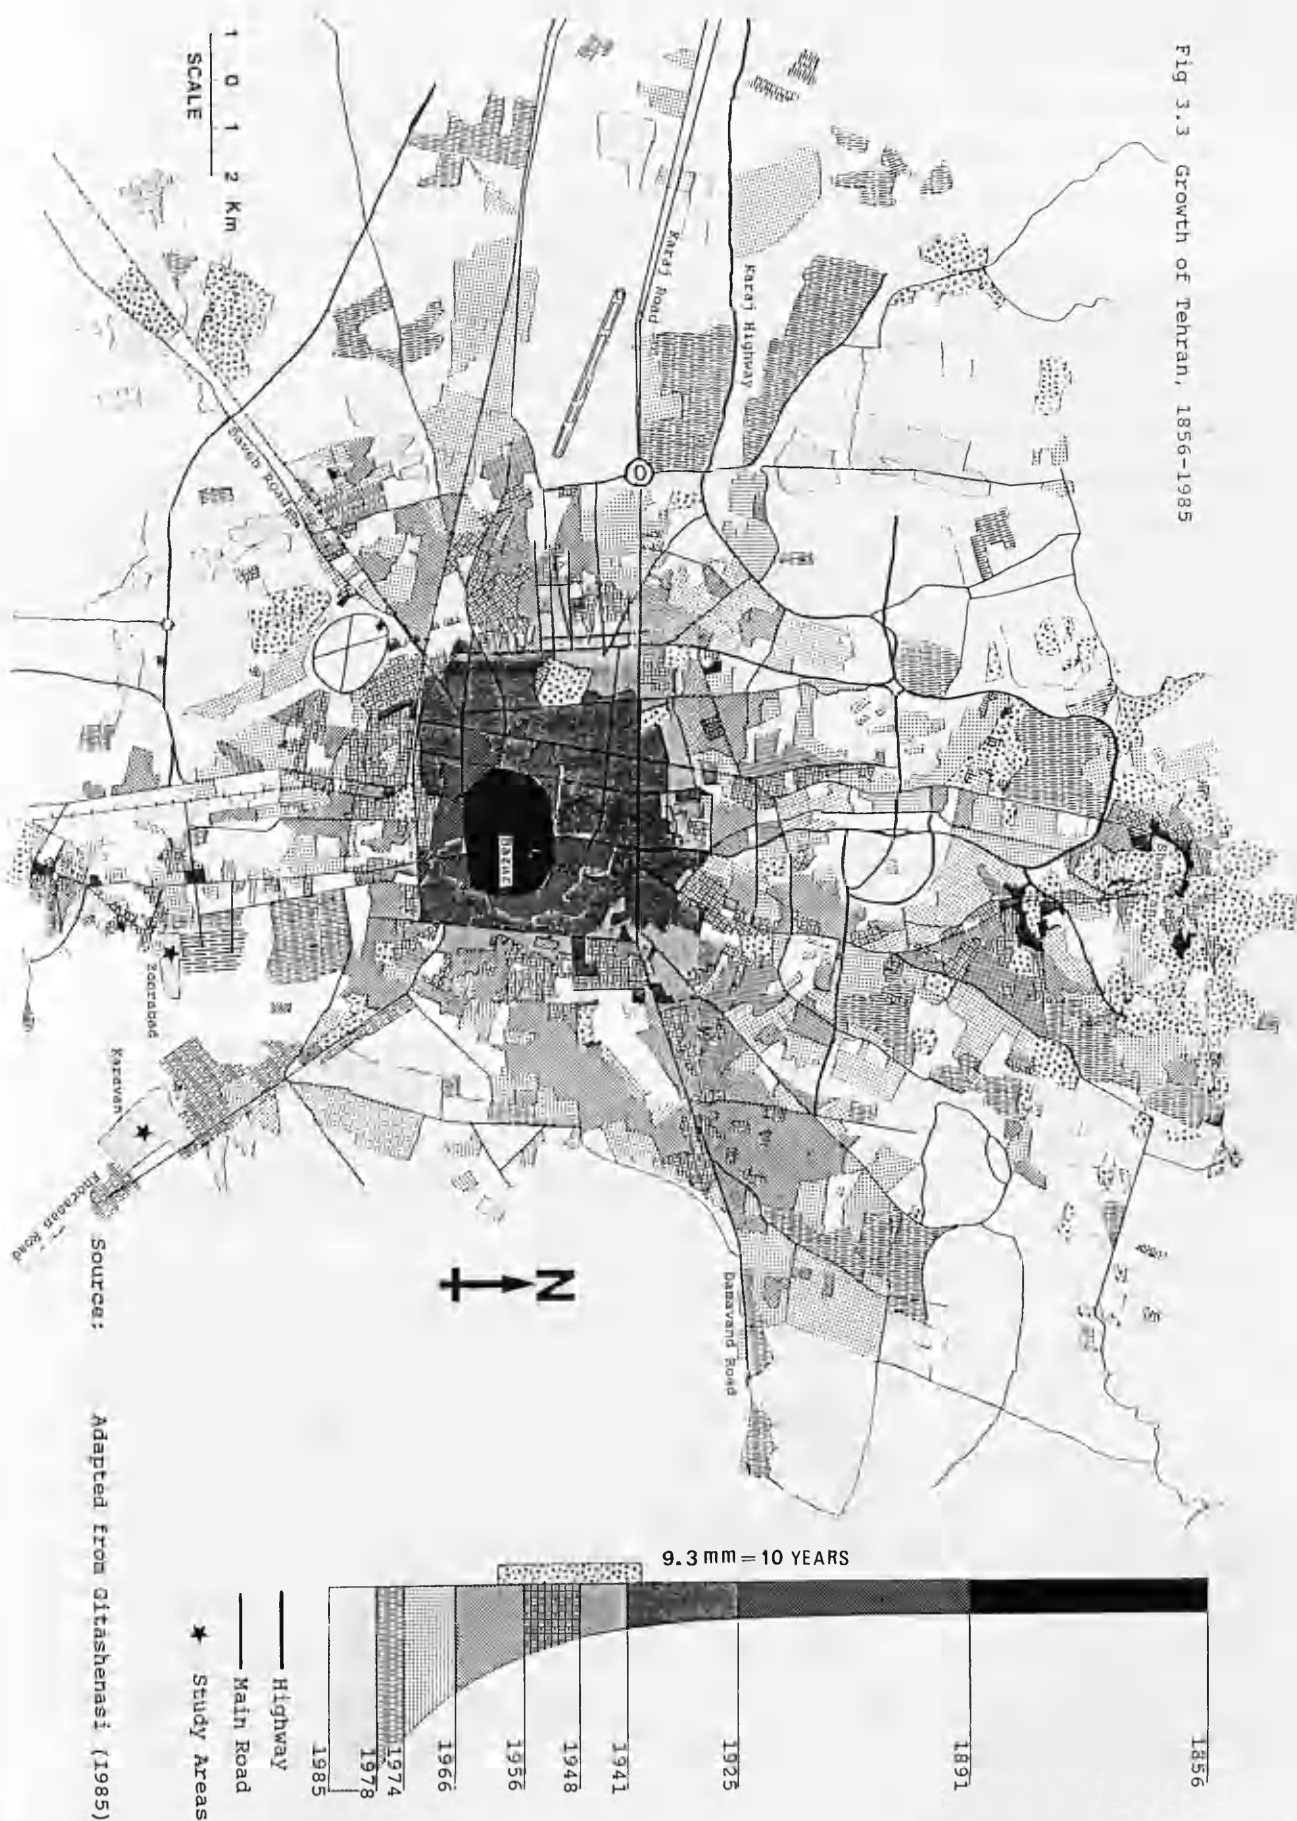 Fig 3.3 Growth of Tehran, 1856-1985
1 0 1 2 Km
SCALE
Karaj Road
Karaj Highway
Saveh Road
Bazar
Zoorabad
Karavan
Khorasan Road
Damavand Road
N
9.3 mm = 10 YEARS
1856
1891
1925
1941
1948
1956
1966
1974
1978
1985
Highway
Main Road
Study Areas
Source: Adapted from Gitashenasi (1985)